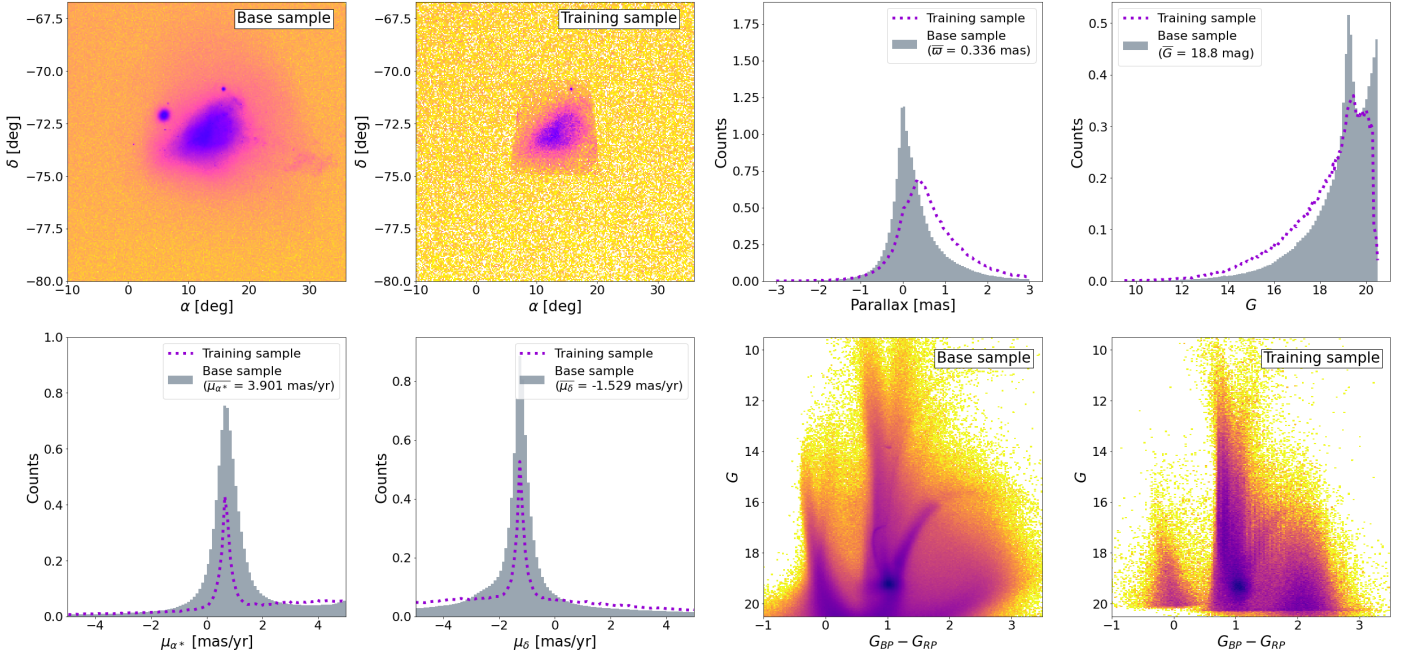 Base sample
−67.5
−70.0
−72.5
−75.0
−77.5
−80.0
δ [deg]
−10 0 10 20 30
α [deg]
Training sample
−67.5
−70.0
−72.5
−75.0
−77.5
−80.0
δ [deg]
−10 0 10 20 30
α [deg]
Training sample
Base sample
(ϖ̅ = 0.336 mas)
1.75
1.50
1.25
1.00
0.75
0.50
0.25
0.00
Counts
−3 −2 −1 0 1 2 3
Parallax [mas]
Training sample
Base sample
(G̅ = 18.8 mag)
0.5
0.4
0.3
0.2
0.1
0.0
Counts
10 12 14 16 18 20
G
Training sample
Base sample
(μ̅α* = 3.901 mas/yr)
1.0
0.8
0.6
0.4
0.2
0.0
Counts
−4 −2 0 2 4
μα* [mas/yr]
Training sample
Base sample
(μ̅δ = -1.529 mas/yr)
0.8
0.6
0.4
0.2
0.0
Counts
−4 −2 0 2 4
μδ [mas/yr]
Base sample
10
12
14
16
18
20
G
−1 0 1 2 3
GBP − GRP
Training sample
10
12
14
16
18
20
G
−1 0 1 2 3
GBP − GRP